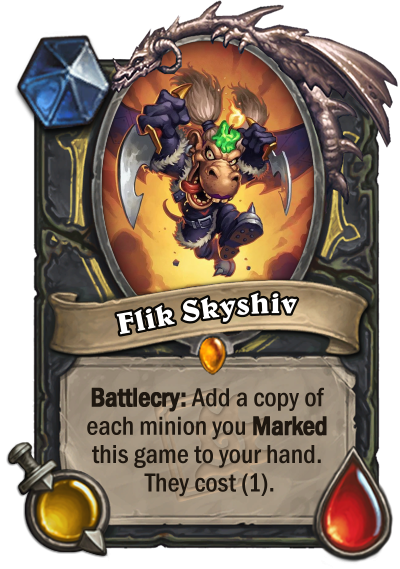 Flik Skyshiv
Battlecry: Add a copy of
each minion you Marked
this game to your hand.
They cost (1).